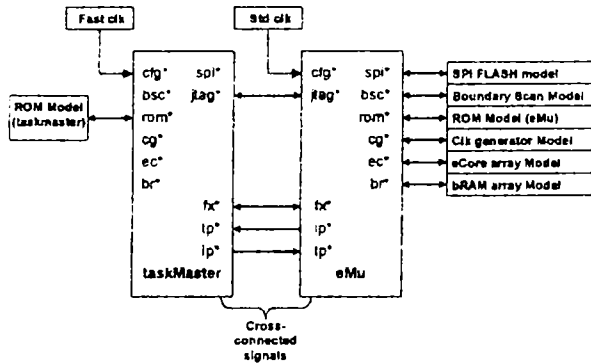 Fast clk
Std clk
cfg* spi*
bsc* jtag*
rom*
cg*
ec*
br*
fx*
tp*
ip*
taskMaster
ROM Model
(taskmaster)
cfg* spi*
jtag* bsc*
rom*
cg*
ec*
br*
fx*
ip*
tp*
eMu
SPI FLASH model
Boundary Scan Model
ROM Model (eMu)
Clk generator Model
eCore array Model
bRAM array Model
Cross-
connected
signals